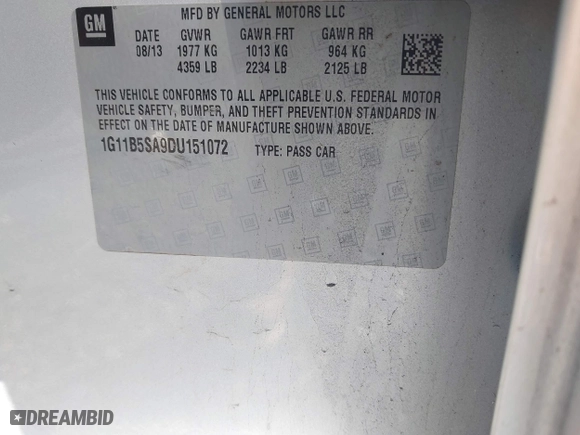 GM
MFD BY GENERAL MOTORS LLC
DATE GVWR GAWR FRT GAWR RR
08/13 1977 KG 1013 KG 964 KG
4359 LB 2234 LB 2125 LB
THIS VEHICLE CONFORMS TO ALL APPLICABLE U.S. FEDERAL MOTOR
VEHICLE SAFETY, BUMPER, AND THEFT PREVENTION STANDARDS IN
EFFECT ON THE DATE OF MANUFACTURE SHOWN ABOVE.
1G11B5SA9DU151072 TYPE: PASS CAR
DREAMBID